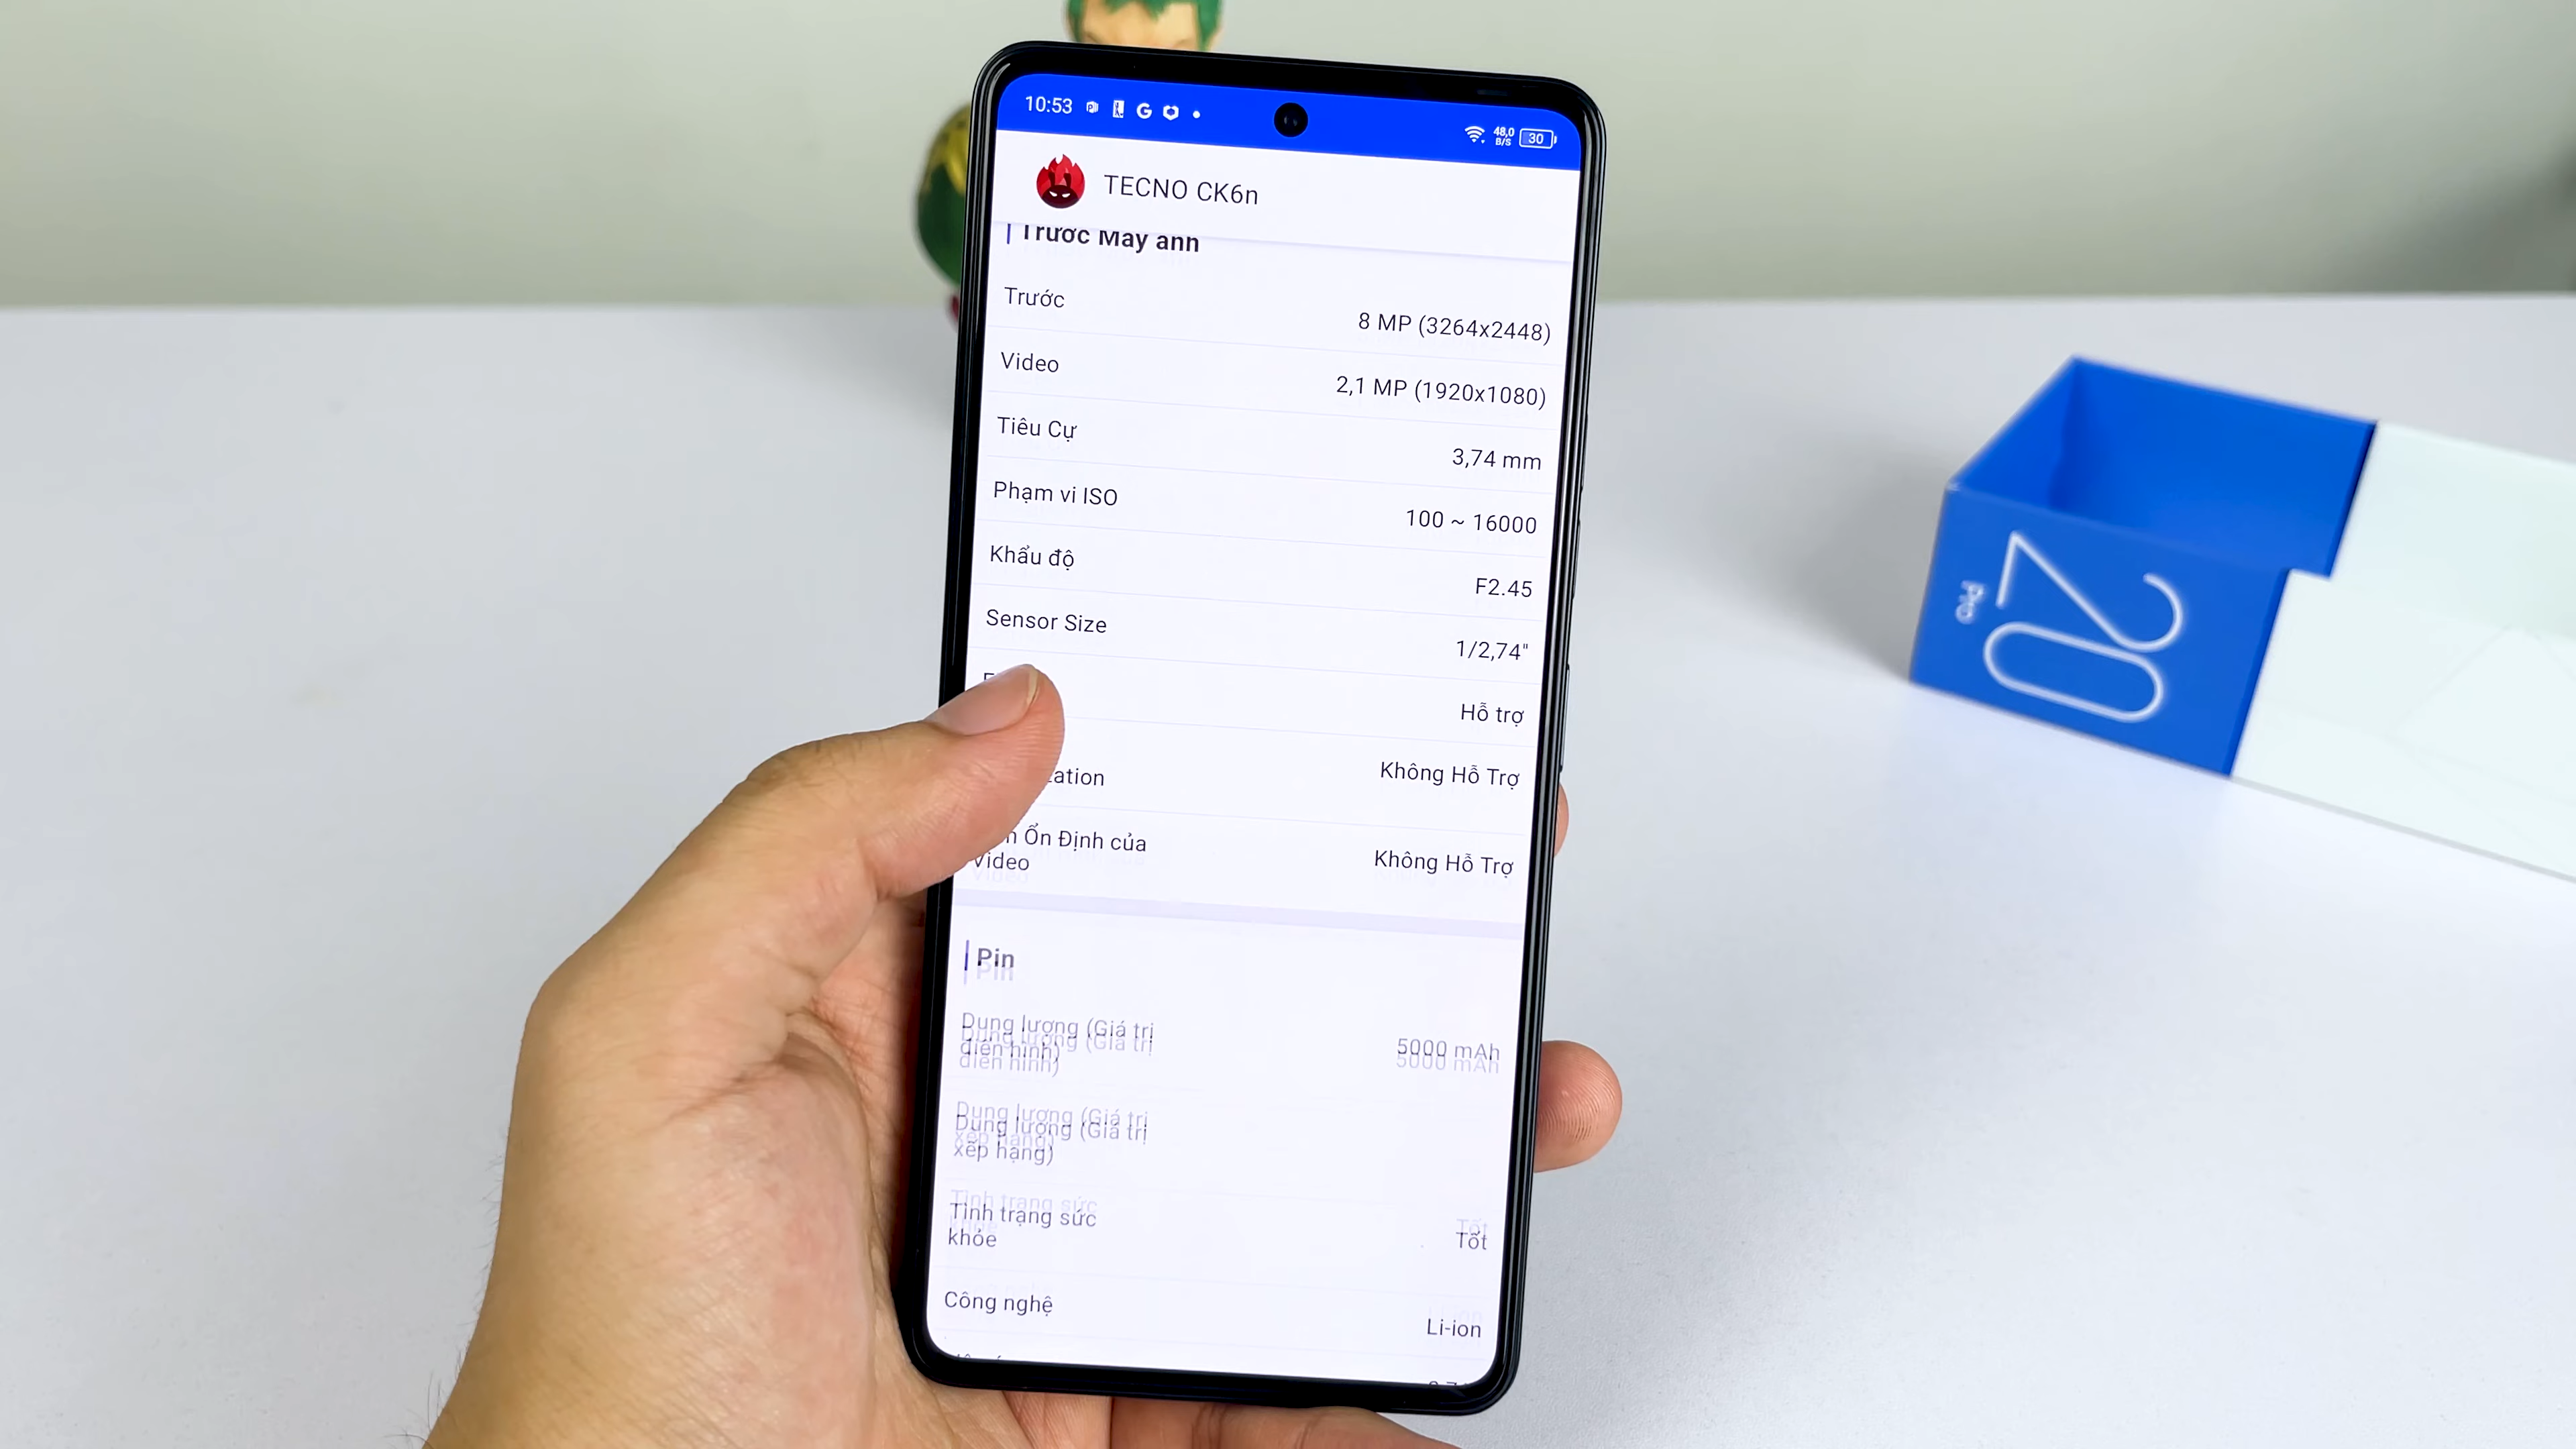 10:53
48,0
B/S
30
TECNO CK6n
Trước Máy ảnh
Trước 8 MP (3264x2448)
Video 2,1 MP (1920x1080)
Tiêu Cự 3,74 mm
Phạm vi ISO 100 ~ 16000
Khẩu độ F2.45
Sensor Size 1/2,74"
Hỗ trợ
Không Hỗ Trợ
Ổn Định của
Video
Không Hỗ Trợ
Pin
Dung lượng (Giá trị
điển hình)
5000 mAh
Dung lượng (Giá trị
xếp hạng)
Tình trạng sức
khỏe
Tốt
Công nghệ Li-ion
20
Pro